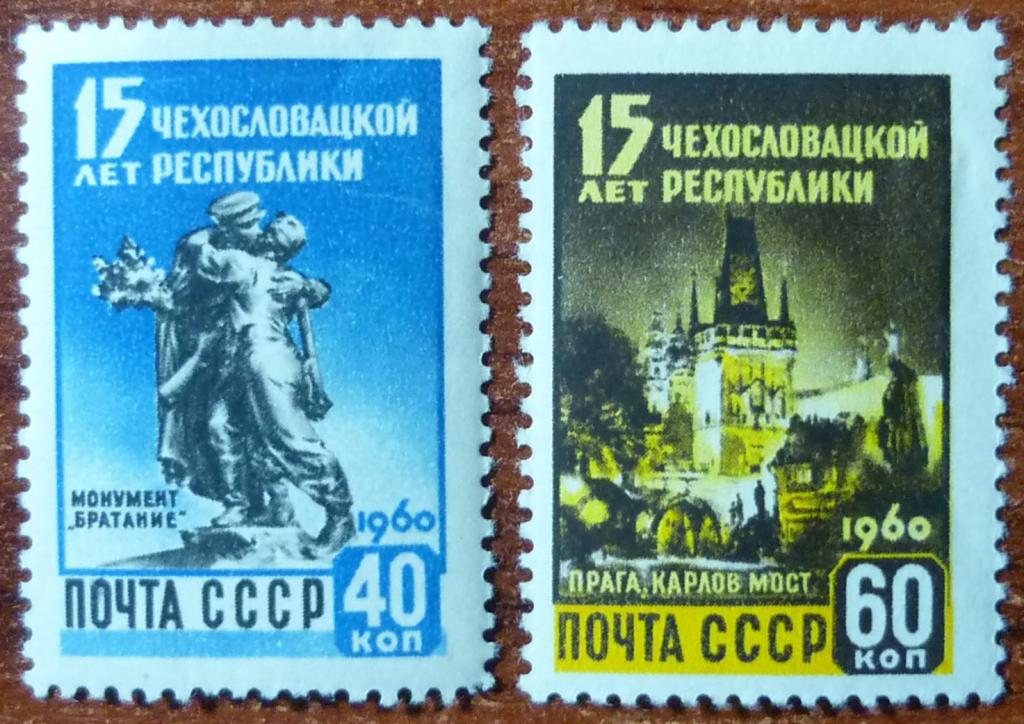 15 ЧЕХОСЛОВАЦКОЙ
ЛЕТ РЕСПУБЛИКИ
МОНУМЕНТ
„БРАТАНИЕ“
1960
ПОЧТА СССР 40
КОП
15 ЧЕХОСЛОВАЦКОЙ
ЛЕТ РЕСПУБЛИКИ
1960
ПРАГА, КАРЛОВ МОСТ
ПОЧТА СССР 60
КОП